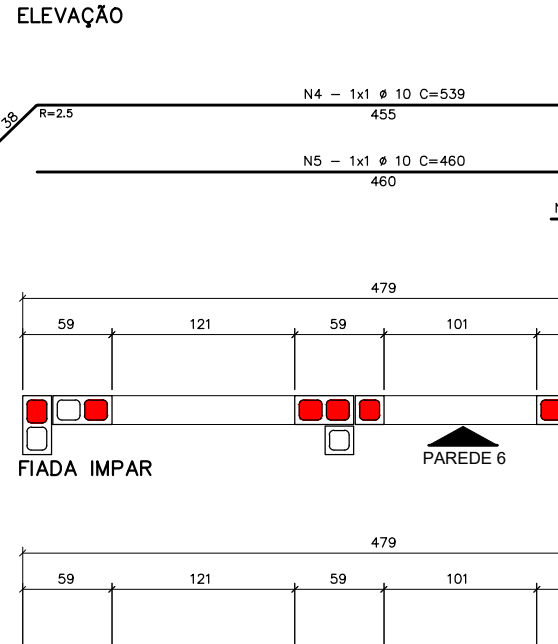 ELEVAÇÃO
N4 – 1x1 ø 10 C=539
38
R=2.5
455
N5 – 1x1 ø 10 C=460
460
479
59 121 59 101
PAREDE 6
FIADA IMPAR
479
59 121 59 101